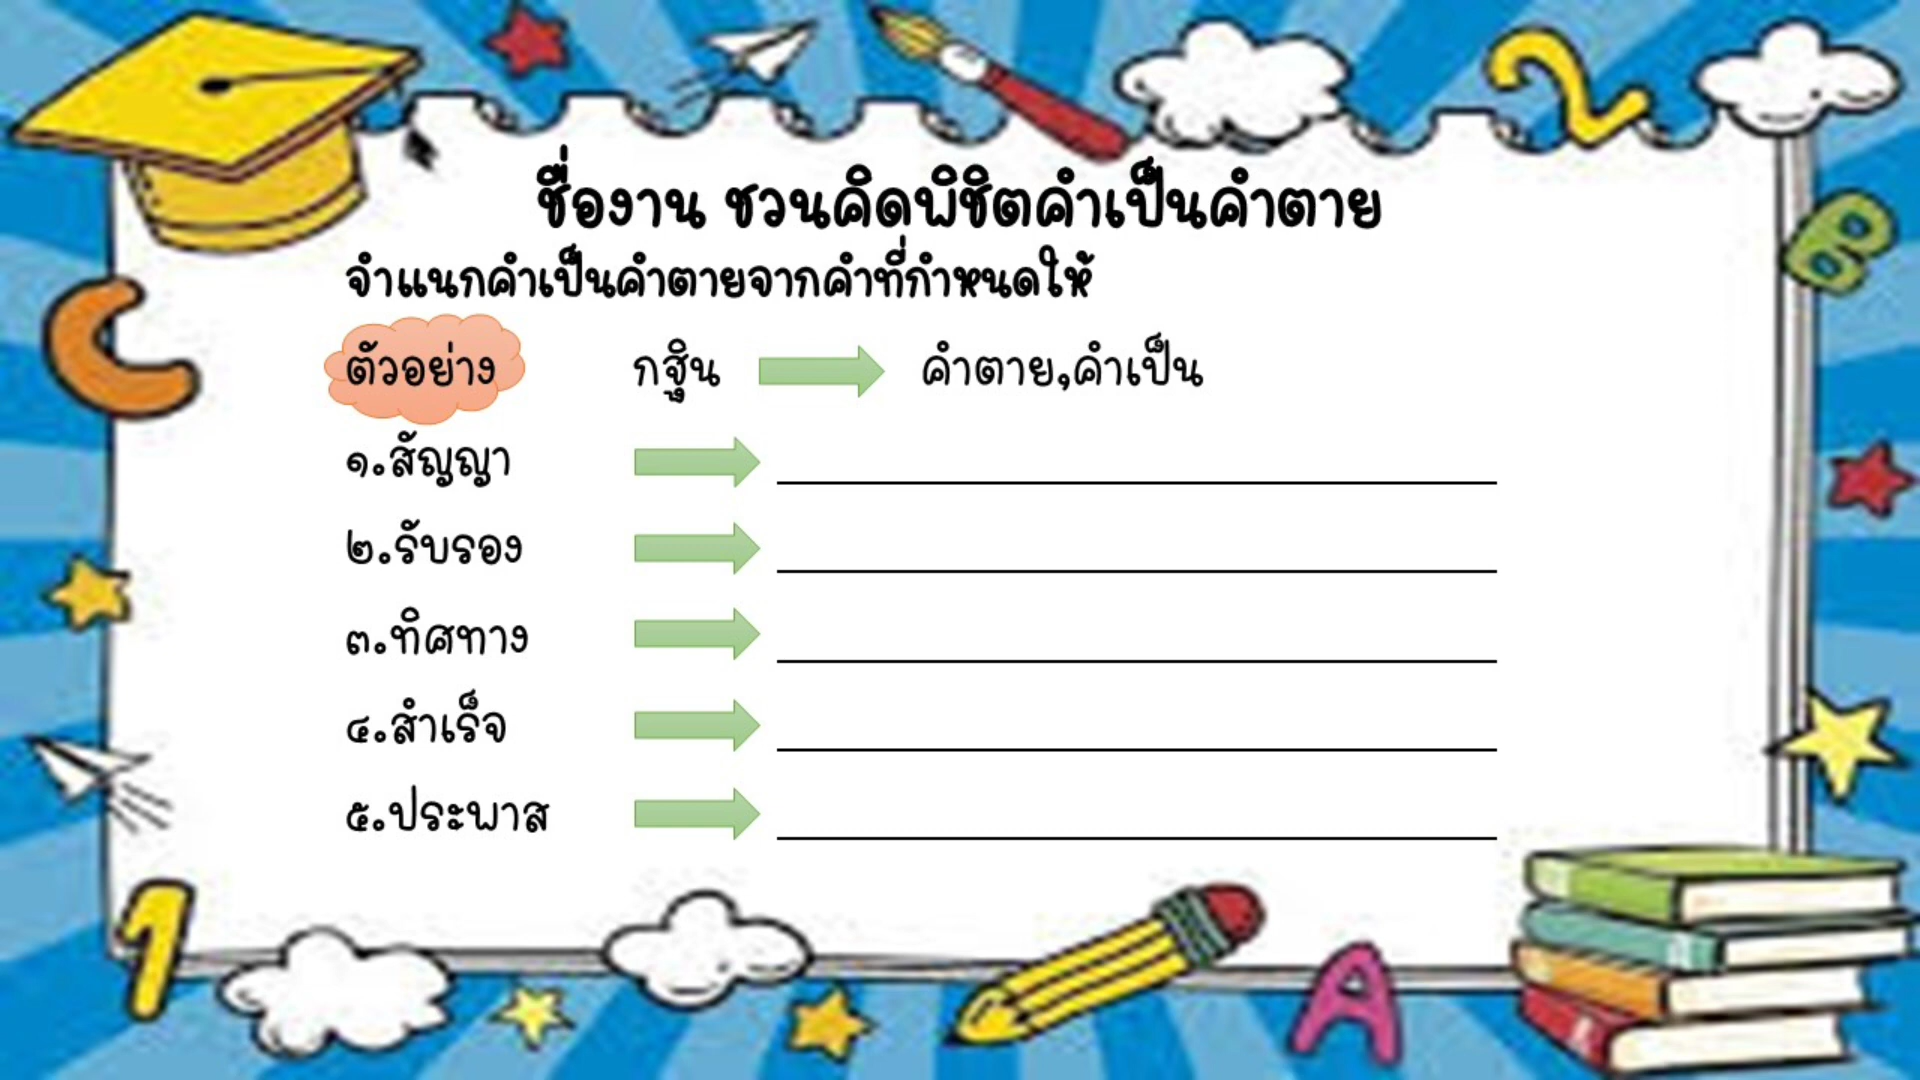 ชื่องาน ชวนคิดพิชิตคำเป็นคำตาย
จำแนกคำเป็นคำตายจากคำที่กำหนดให้
ตัวอย่าง กฐิน คำตาย,คำเป็น
๑.สัญญา
๒.รับรอง
๓.ทิศทาง
๔.สำเร็จ
๕.ประพาส
2
B
C
1
A